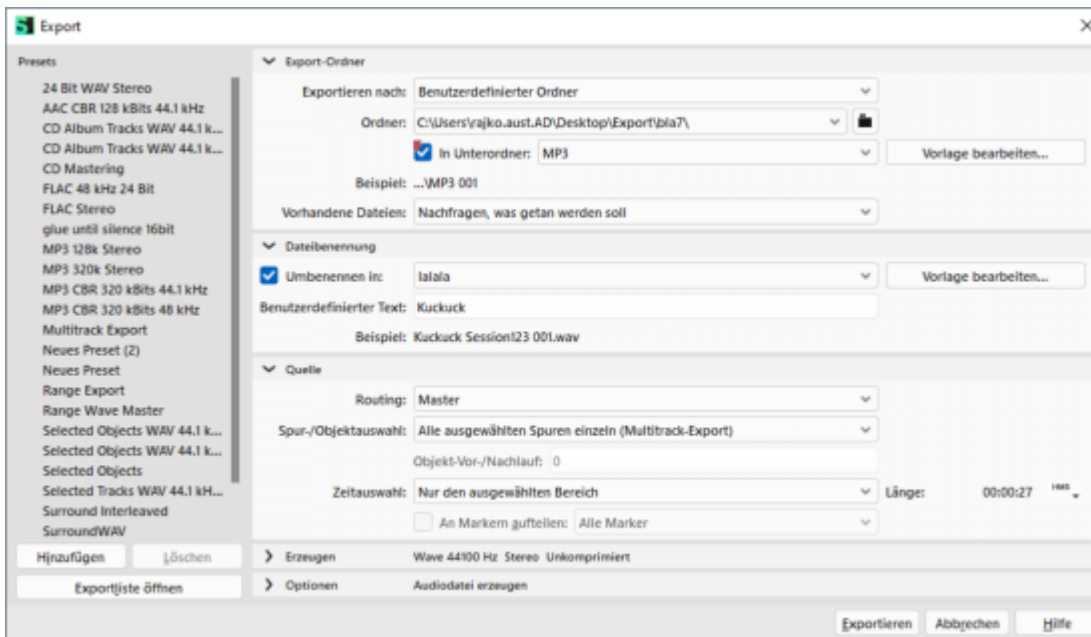 Export
Presets
24 Bit WAV Stereo
AAC CBR 128 kBits 44.1 kHz
CD Album Tracks WAV 44.1 k...
CD Album Tracks WAV 44.1 k...
CD Mastering
FLAC 48 kHz 24 Bit
FLAC Stereo
glue until silence 16bit
MP3 128k Stereo
MP3 320k Stereo
MP3 CBR 320 kBits 44.1 kHz
MP3 CBR 320 kBits 48 kHz
Multitrack Export
Neues Preset (2)
Neues Preset
Range Export
Range Wave Master
Selected Objects WAV 44.1 k...
Selected Objects WAV 44.1 k...
Selected Objects
Selected Tracks WAV 44.1 kH...
Surround Interleaved
SurroundWAV
Hinzufügen Löschen
Exportliste öffnen
Export-Ordner
Exportieren nach: Benutzerdefinierter Ordner
Ordner: C:\Users\rajko.aust.AD\Desktop\Export\bla7\
In Unterordner: MP3 Vorlage bearbeiten...
Beispiel: ...\MP3 001
Vorhandene Dateien: Nachfragen, was getan werden soll
Dateibenennung
Umbenennen in: lalala Vorlage bearbeiten...
Benutzerdefinierter Text: Kuckuck
Beispiel: Kuckuck Session123 001.wav
Quelle
Routing: Master
Spur-/Objektauswahl: Alle ausgewählten Spuren einzeln (Multitrack-Export)
Objekt-Vor-/Nachlauf: 0
Zeitauswahl: Nur den ausgewählten Bereich Länge: 00:00:27 HMS
An Markern aufteilen: Alle Marker
Erzeugen Wave 44100 Hz Stereo Unkomprimiert
Optionen Audiodatei erzeugen
Exportieren Abbrechen Hilfe